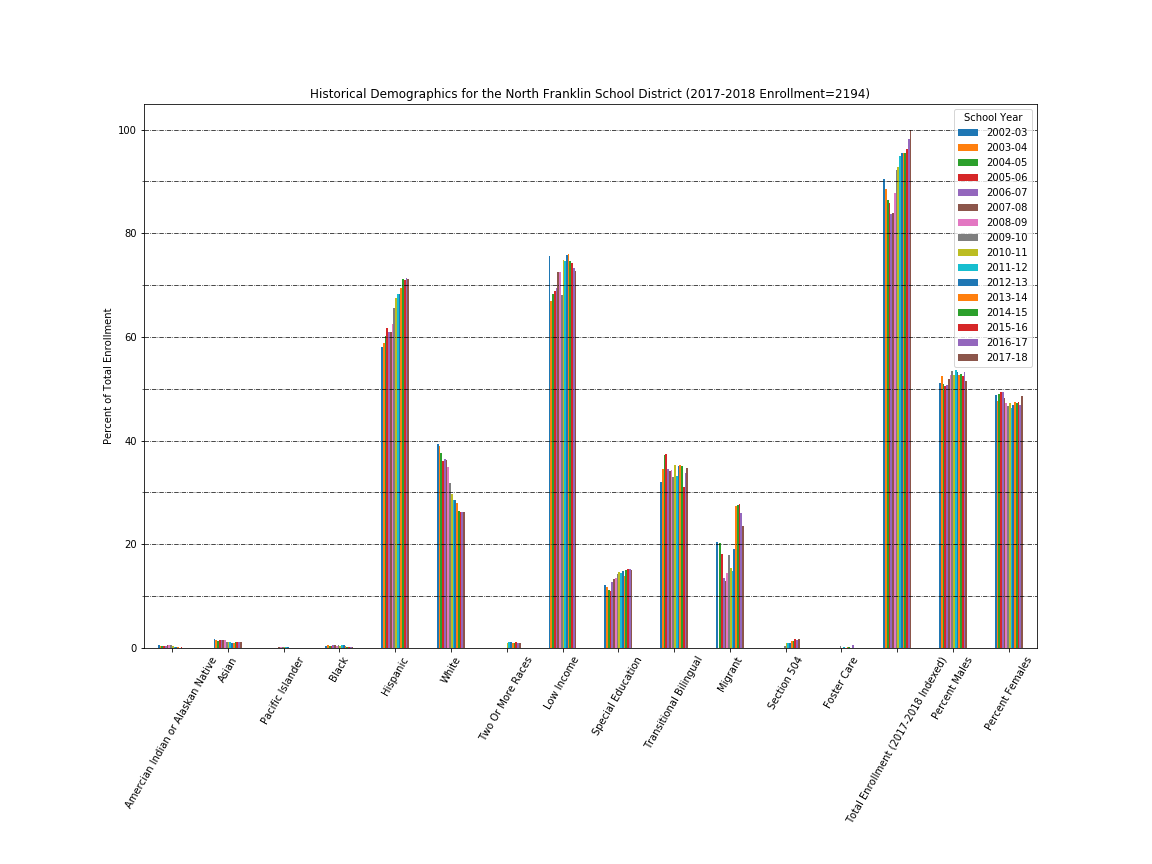 Historical Demographics for the North Franklin School District (2017-2018 Enrollment=2194)
Percent of Total Enrollment
100
80
60
40
20
0
School Year
2002-03
2003-04
2004-05
2005-06
2006-07
2007-08
2008-09
2009-10
2010-11
2011-12
2012-13
2013-14
2014-15
2015-16
2016-17
2017-18
Amercian Indian or Alaskan Native
Asian
Pacific Islander
Black
Hispanic
White
Two Or More Races
Low Income
Special Education
Transitional Bilingual
Migrant
Section 504
Foster Care
Total Enrollment (2017-2018 Indexed)
Percent Males
Percent Females